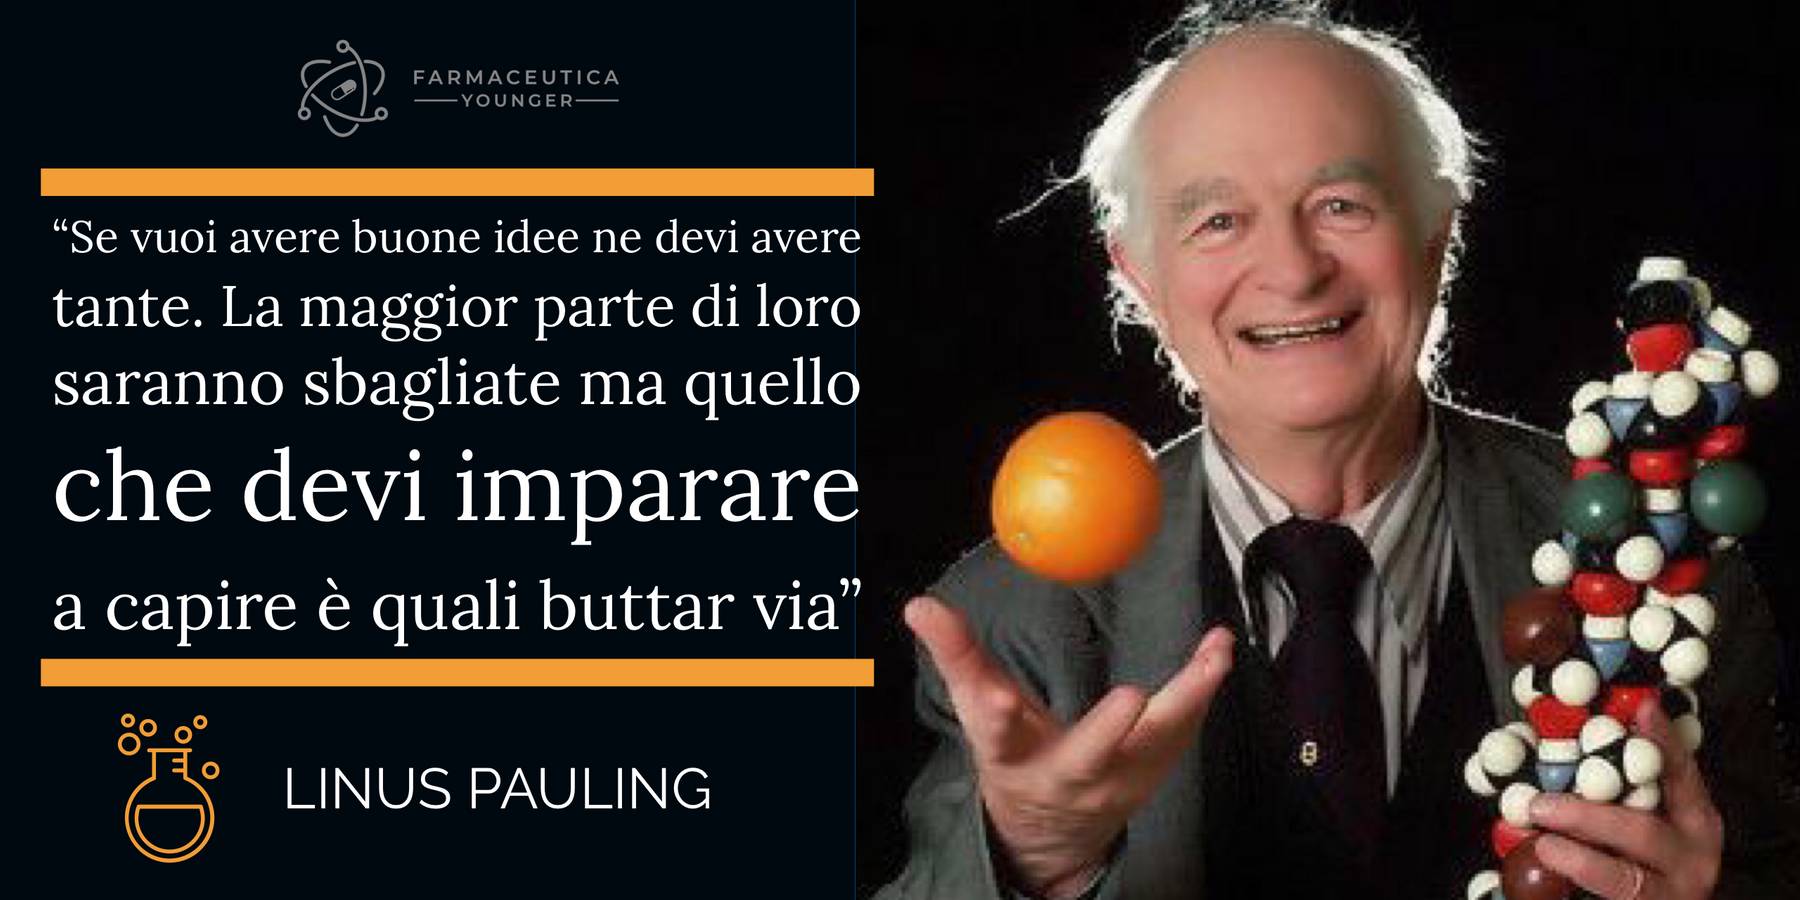 FARMACEUTICA
YOUNGER
“Se vuoi avere buone idee ne devi avere
tante. La maggior parte di loro
saranno sbagliate ma quello
che devi imparare
a capire è quali buttar via”
LINUS PAULING